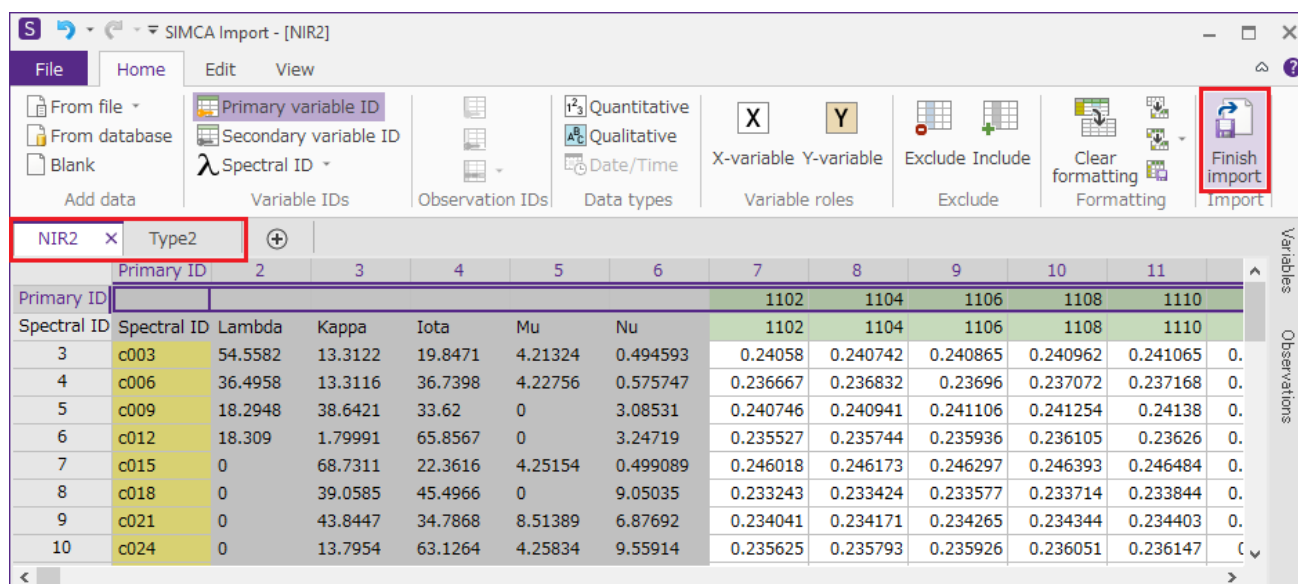 S SIMCA Import - [NIR2]
File Home Edit View
From file Primary variable ID Quantitative
From database Secondary variable ID Qualitative
Blank λ Spectral ID Date/Time
X X-variable Y Y-variable Exclude Include Clear formatting Finish import
Add data Variable IDs Observation IDs Data types Variable roles Exclude Formatting Import
NIR2 Type2
Primary ID 2 3 4 5 6 7 8 9 10 11
Primary ID 1102 1104 1106 1108 1110
Spectral ID Spectral ID Lambda Kappa Iota Mu Nu 1102 1104 1106 1108 1110
3 c003 54.5582 13.3122 19.8471 4.21324 0.494593 0.24058 0.240742 0.240865 0.240962 0.241065 0.
4 c006 36.4958 13.3116 36.7398 4.22756 0.575747 0.236667 0.236832 0.23696 0.237072 0.237168 0.
5 c009 18.2948 38.6421 33.62 0 3.08531 0.240746 0.240941 0.241106 0.241254 0.24138 0.
6 c012 18.309 1.79991 65.8567 0 3.24719 0.235527 0.235744 0.235936 0.236105 0.23626 0.
7 c015 0 68.7311 22.3616 4.25154 0.499089 0.246018 0.246173 0.246297 0.246393 0.246484 0.
8 c018 0 39.0585 45.4966 0 9.05035 0.233243 0.233424 0.233577 0.233714 0.233844 0.
9 c021 0 43.8447 34.7868 8.51389 6.87692 0.234041 0.234171 0.234265 0.234344 0.234403 0.
10 c024 0 13.7954 63.1264 4.25834 9.55914 0.235625 0.235793 0.235926 0.236051 0.236147
Variables
Observations